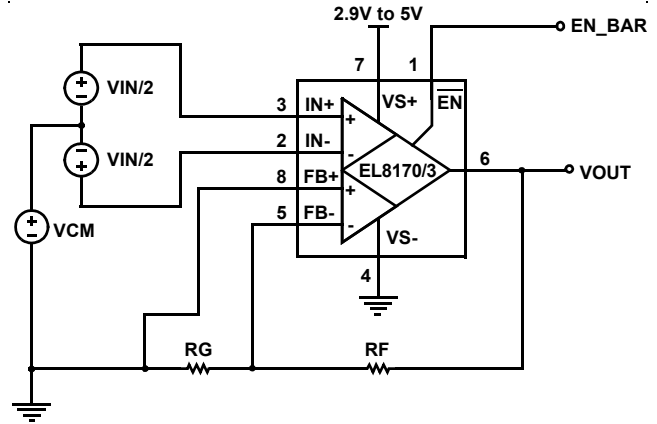 2.9V to 5V
EN_BAR
7
1
VIN/2
VS+
EN
3
IN+
+
-
2
IN-
VIN/2
EL8170/3
6
VOUT
8
FB+
+
-
5
FB-
VCM
VS-
4
RG
RF